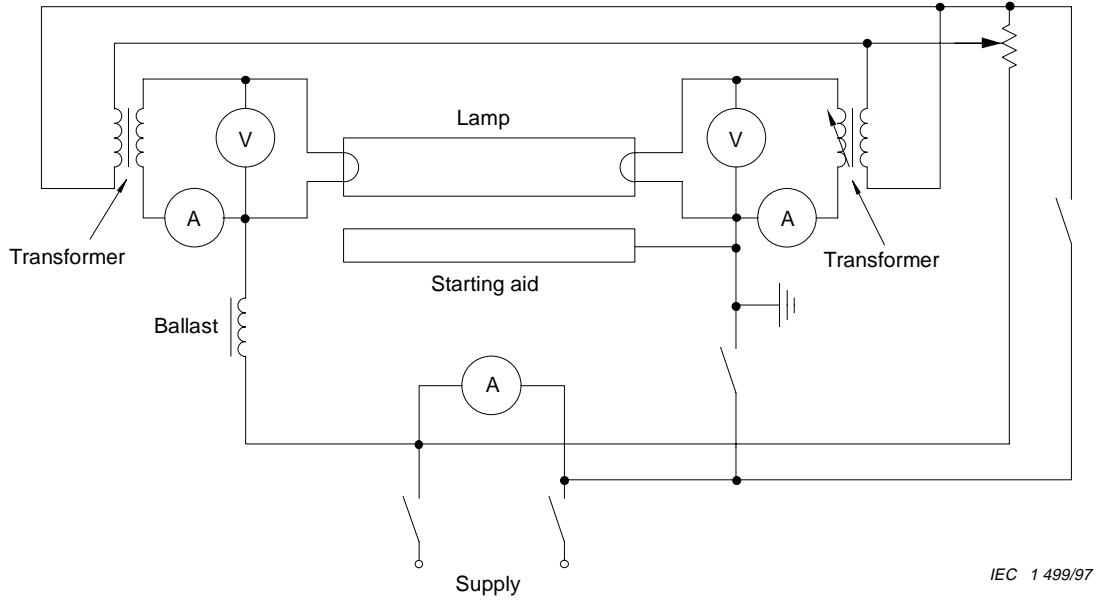 Lamp
V
V
A
A
Transformer
Transformer
Starting aid
Ballast
A
Supply
IEC 1 499/97